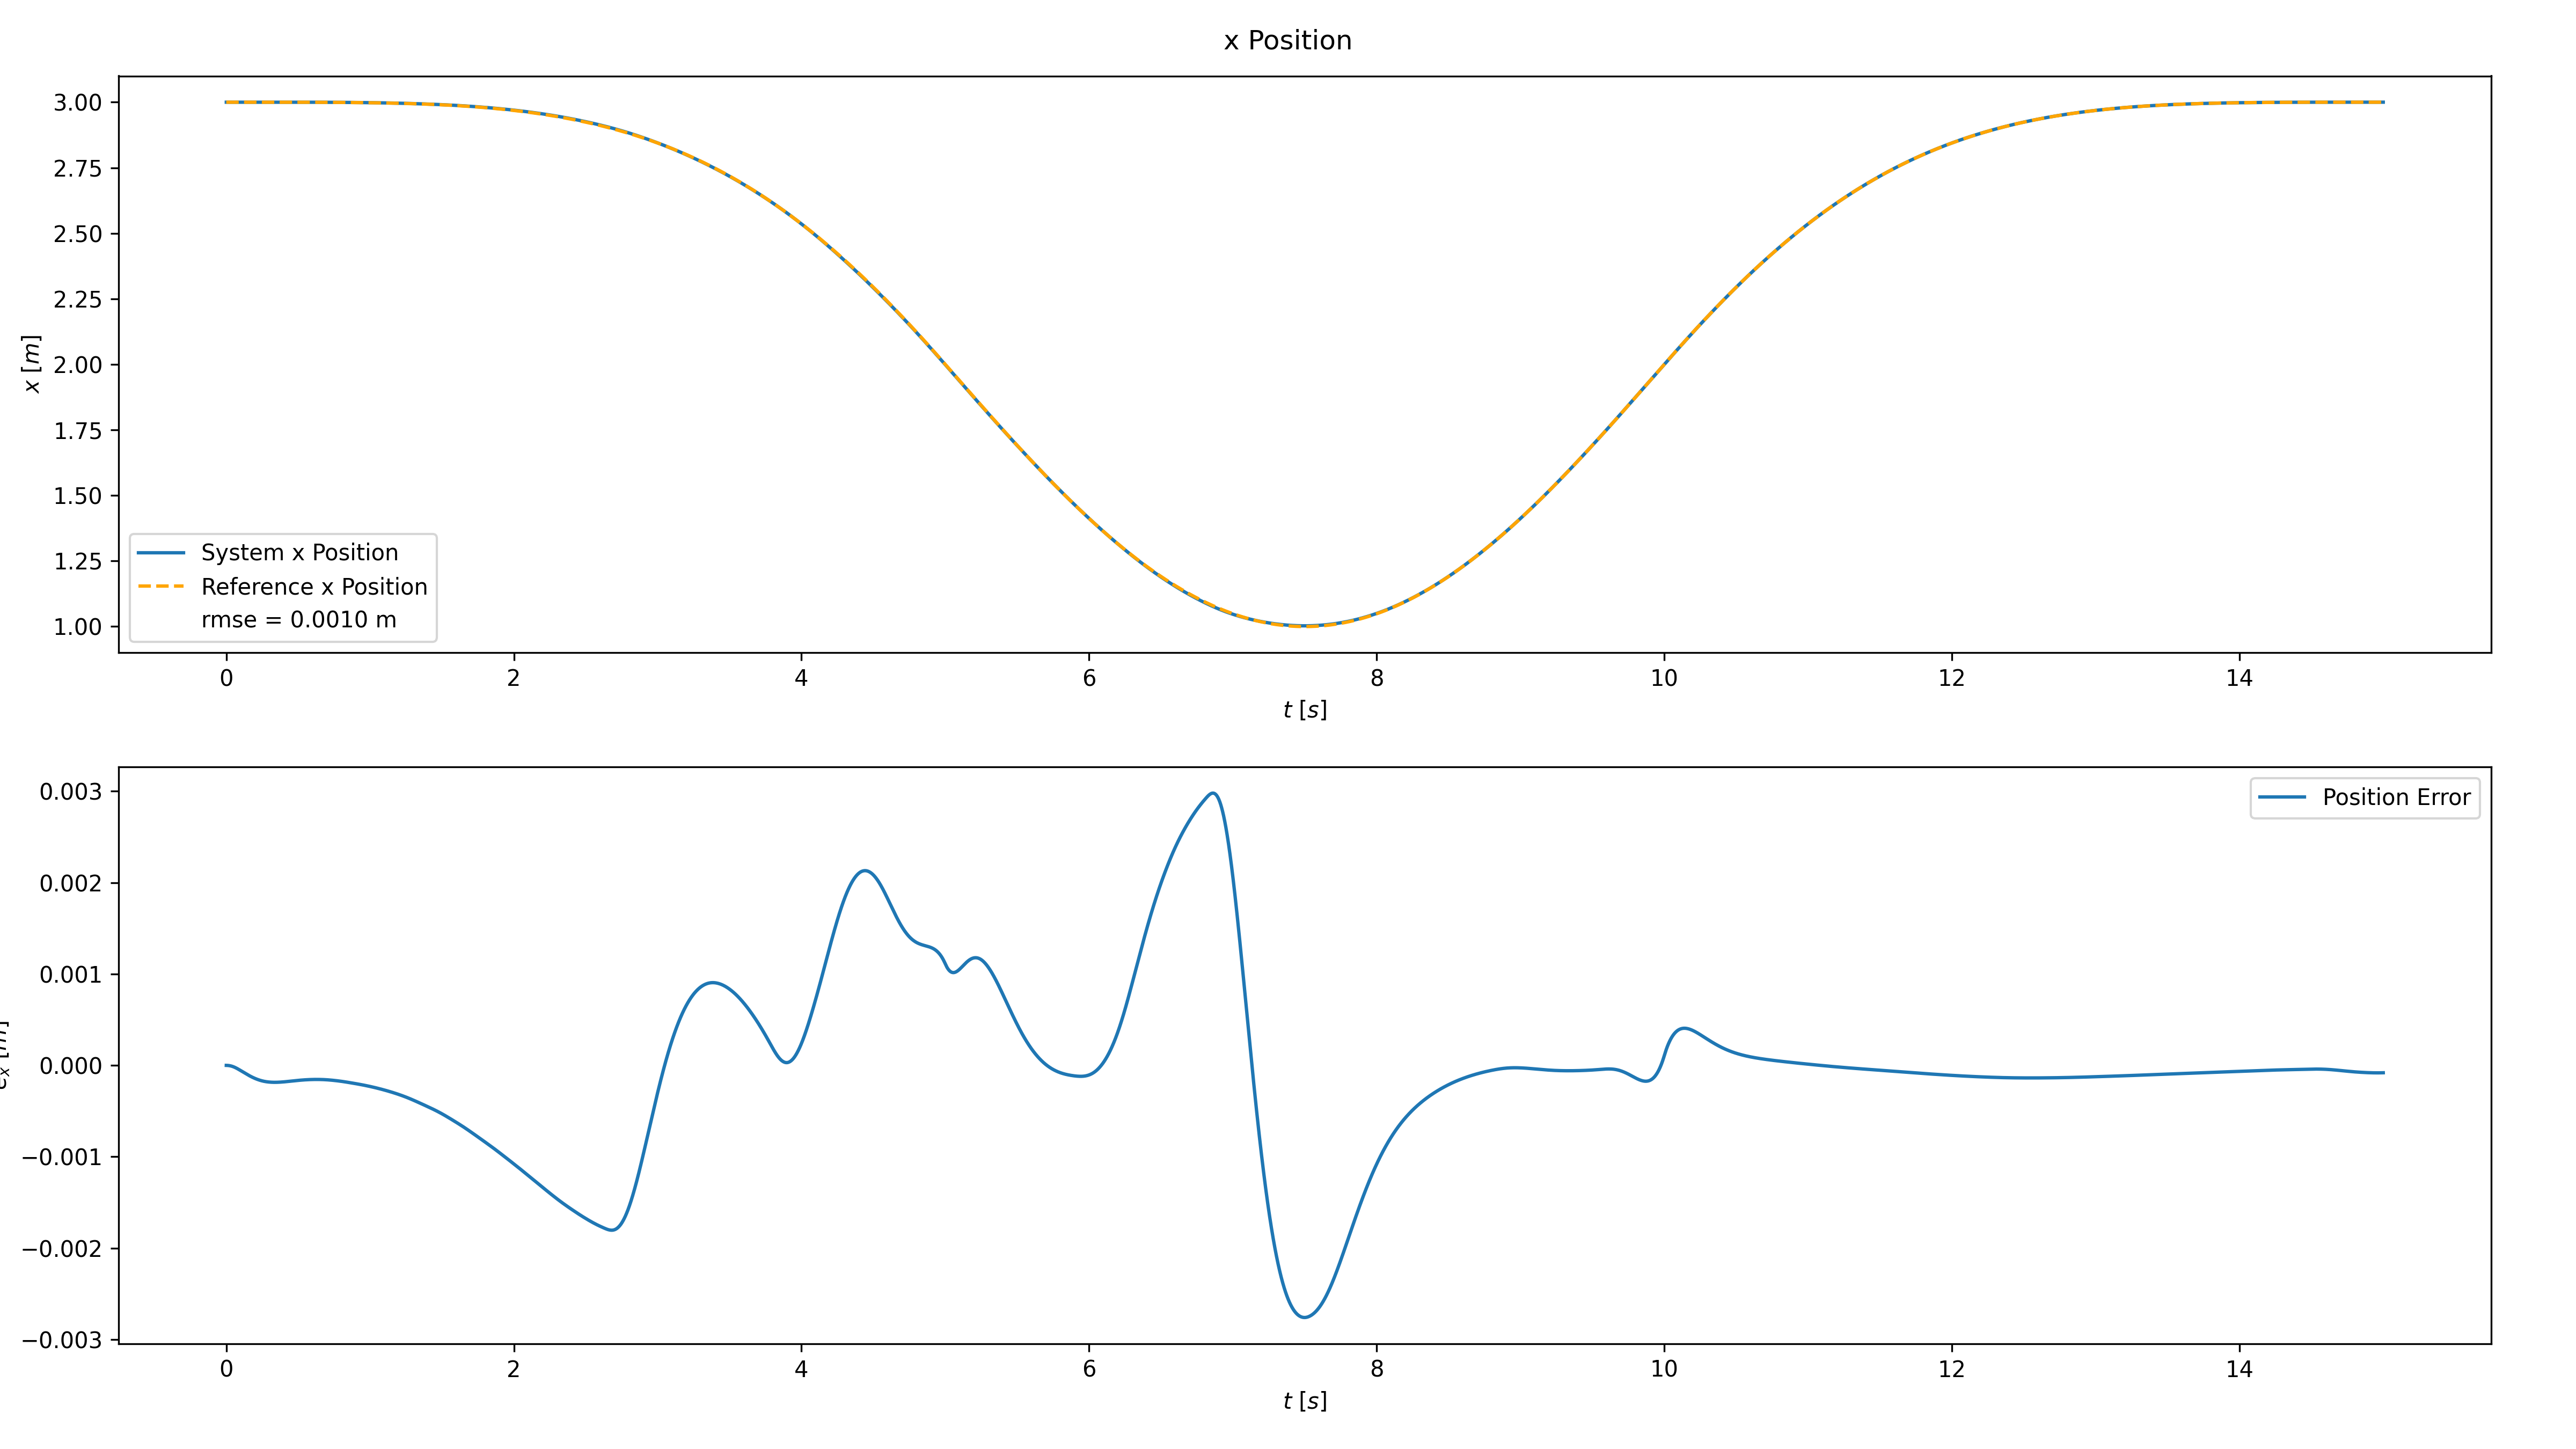 x Position
3.00
2.75
2.50
2.25
2.00
1.75
1.50
1.25
1.00
x [m]
System x Position
Reference x Position
rmse = 0.0010 m
0 2 4 6 8 10 12 14
t [s]
0.003
0.002
0.001
0.000
−0.001
−0.002
−0.003
Position Error
0 2 4 6 8 10 12 14
t [s]